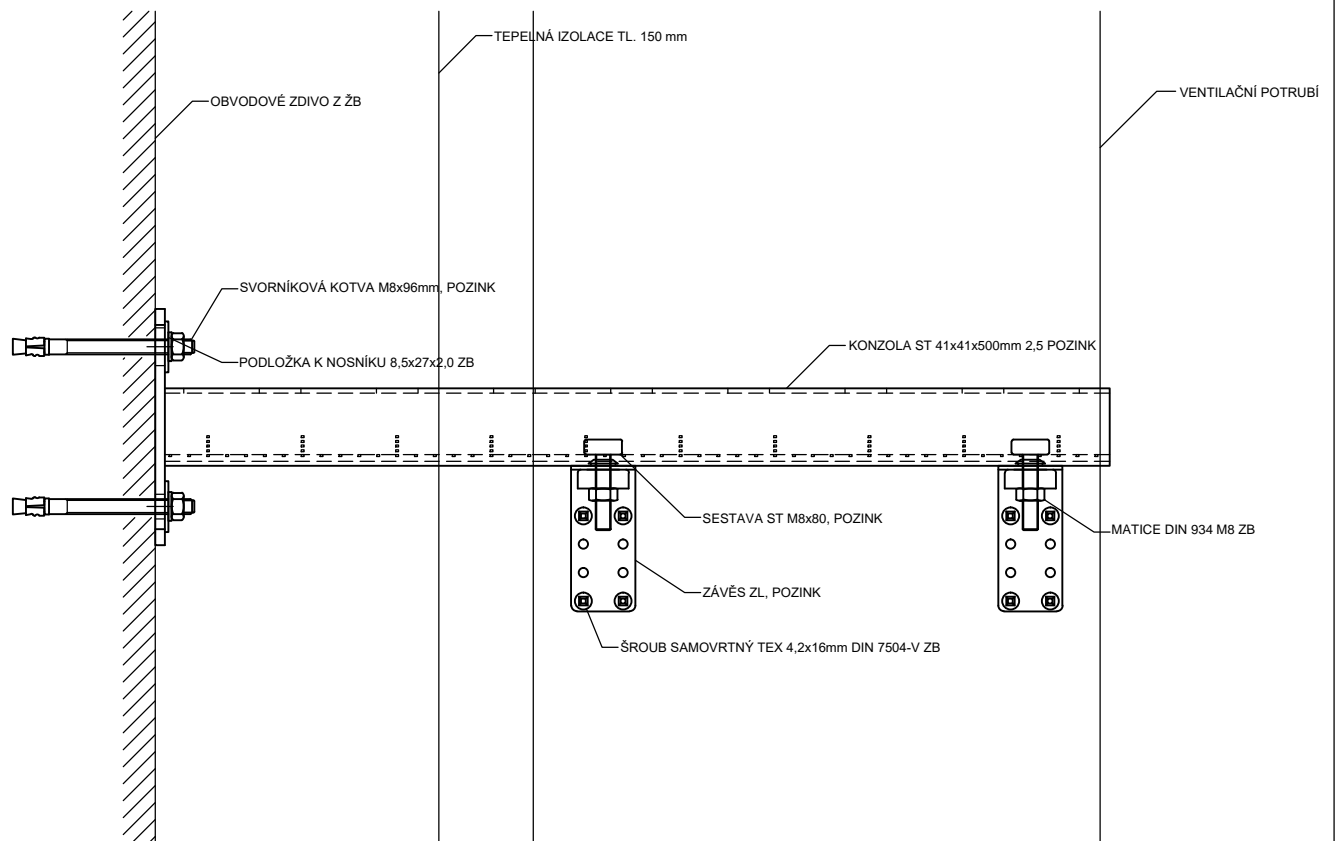 TEPELNÁ IZOLACE TL. 150 mm
OBVODOVÉ ZDIVO Z ŽB
VENTILAČNÍ POTRUBÍ
SVORNÍKOVÁ KOTVA M8x96mm, POZINK
PODLOŽKA K NOSNÍKU 8,5x27x2,0 ZB
KONZOLA ST 41x41x500mm 2,5 POZINK
SESTAVA ST M8x80, POZINK
MATICE DIN 934 M8 ZB
ZÁVĚS ZL, POZINK
ŠROUB SAMOVRTNÝ TEX 4,2x16mm DIN 7504-V ZB